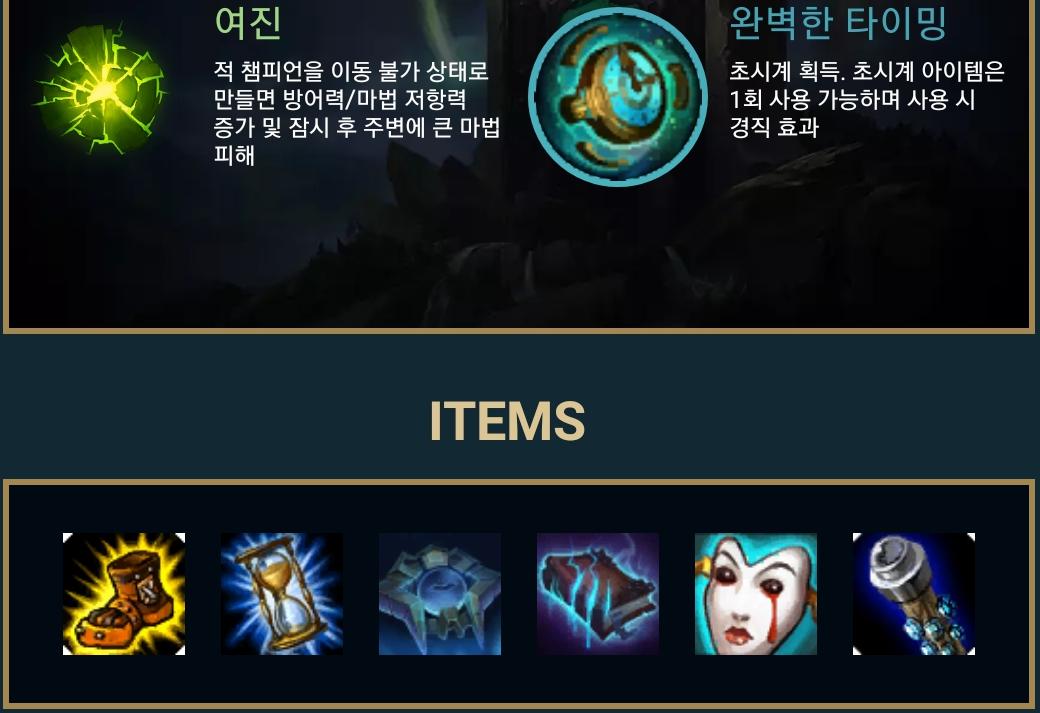 여진
적 챔피언을 이동 불가 상태로
만들면 방어력/마법 저항력
증가 및 잠시 후 주변에 큰 마법
피해
완벽한 타이밍
초시계 획득. 초시계 아이템은
1회 사용 가능하며 사용 시
경직 효과
ITEMS